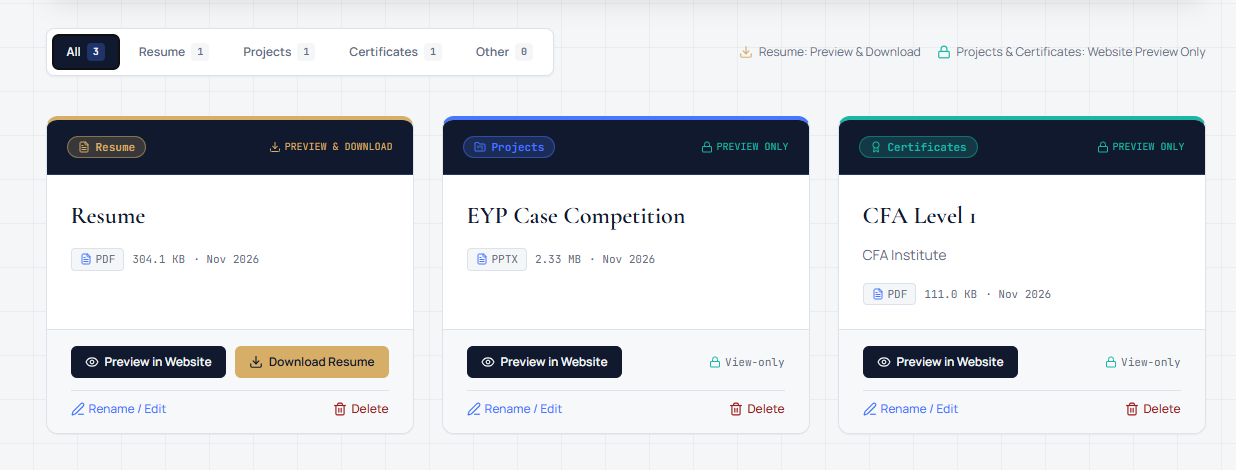 All 3 Resume 1 Projects 1 Certificates 1 Other 0
Resume: Preview & Download Projects & Certificates: Website Preview Only
Resume PREVIEW & DOWNLOAD
Resume
PDF 304.1 KB · Nov 2026
Preview in Website Download Resume
Rename / Edit Delete
Projects PREVIEW ONLY
EYP Case Competition
PPTX 2.33 MB · Nov 2026
Preview in Website View-only
Rename / Edit Delete
Certificates PREVIEW ONLY
CFA Level 1
CFA Institute
PDF 111.0 KB · Nov 2026
Preview in Website View-only
Rename / Edit Delete